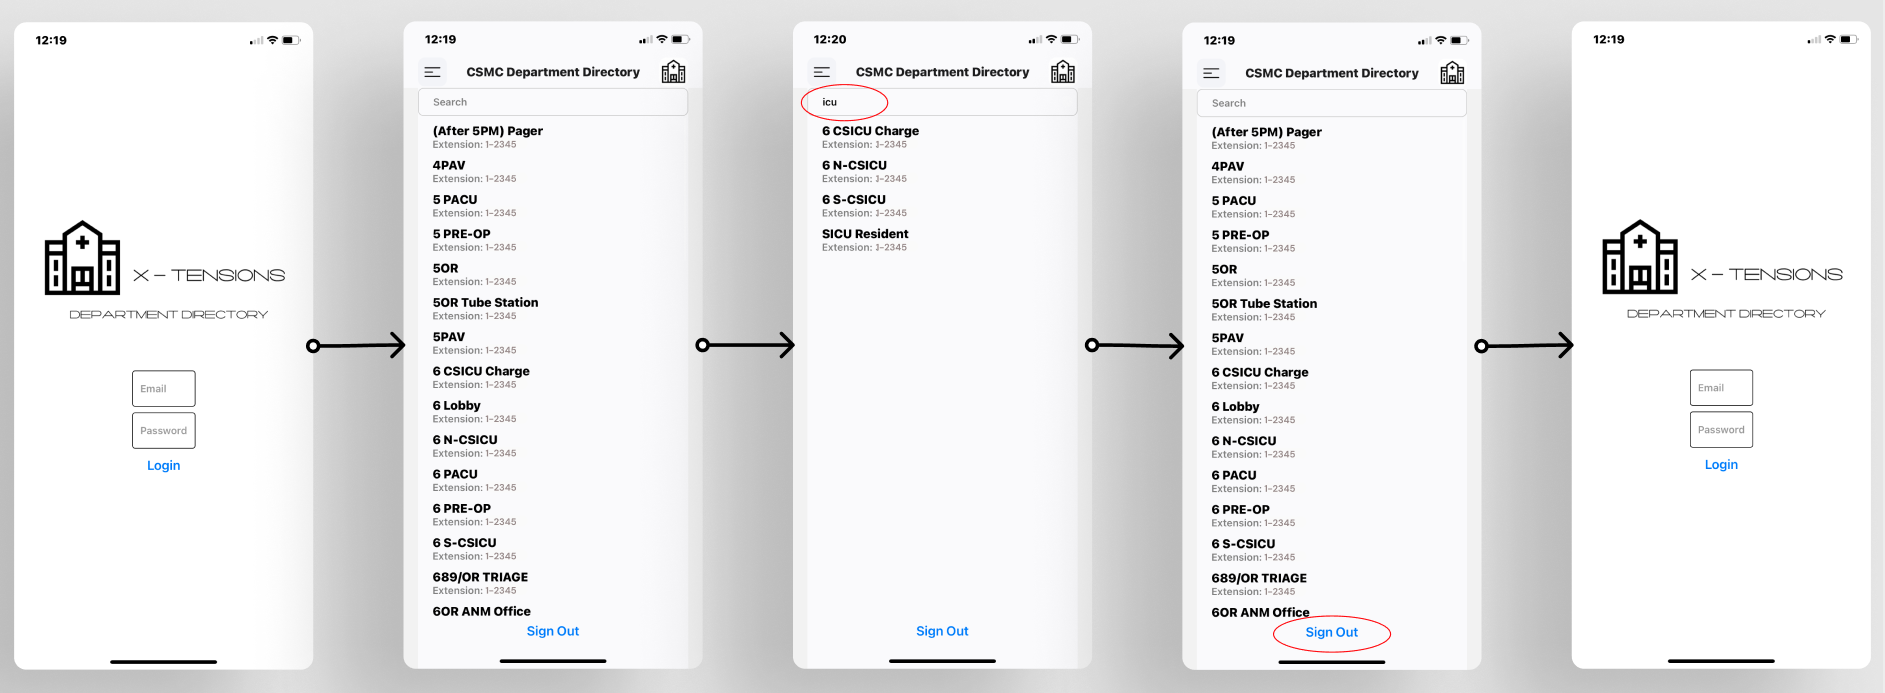 12:19
X - TENSIONS
DEPARTMENT DIRECTORY
Email
Password
Login
12:19
CSMC Department Directory
Search
(After 5PM) Pager
Extension: 1-2345
4PAV
Extension: 1-2345
5 PACU
Extension: 1-2345
5 PRE-OP
Extension: 1-2345
5OR
Extension: 1-2345
5OR Tube Station
Extension: 1-2345
5PAV
Extension: 1-2345
6 CSICU Charge
Extension: 1-2345
6 Lobby
Extension: 1-2345
6 N-CSICU
Extension: 1-2345
6 PACU
Extension: 1-2345
6 PRE-OP
Extension: 1-2345
6 S-CSICU
Extension: 1-2345
689/OR TRIAGE
Extension: 1-2345
6OR ANM Office
Sign Out
12:20
CSMC Department Directory
icu
6 CSICU Charge
Extension: 1-2345
6 N-CSICU
Extension: 1-2345
6 S-CSICU
Extension: 1-2345
SICU Resident
Extension: 1-2345
Sign Out
12:19
CSMC Department Directory
Search
(After 5PM) Pager
Extension: 1-2345
4PAV
Extension: 1-2345
5 PACU
Extension: 1-2345
5 PRE-OP
Extension: 1-2345
5OR
Extension: 1-2345
5OR Tube Station
Extension: 1-2345
5PAV
Extension: 1-2345
6 CSICU Charge
Extension: 1-2345
6 Lobby
Extension: 1-2345
6 N-CSICU
Extension: 1-2345
6 PACU
Extension: 1-2345
6 PRE-OP
Extension: 1-2345
6 S-CSICU
Extension: 1-2345
689/OR TRIAGE
Extension: 1-2345
6OR ANM Office
Sign Out
12:19
X - TENSIONS
DEPARTMENT DIRECTORY
Email
Password
Login